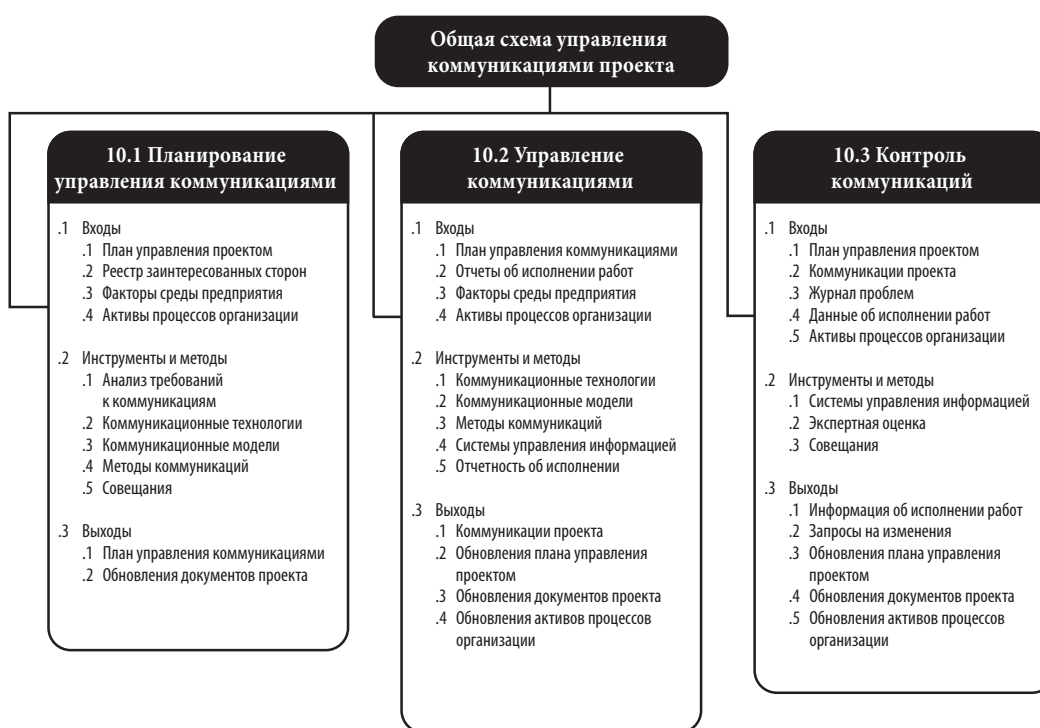 Общая схема управления
коммуникациями проекта
10.1 Планирование
управления коммуникациями
.1 Входы
.1 План управления проектом
.2 Реестр заинтересованных сторон
.3 Факторы среды предприятия
.4 Активы процессов организации
.2 Инструменты и методы
.1 Анализ требований
к коммуникациям
.2 Коммуникационные технологии
.3 Коммуникационные модели
.4 Методы коммуникаций
.5 Совещания
.3 Выходы
.1 План управления коммуникациями
.2 Обновления документов проекта
10.2 Управление
коммуникациями
.1 Входы
.1 План управления коммуникациями
.2 Отчеты об исполнении работ
.3 Факторы среды предприятия
.4 Активы процессов организации
.2 Инструменты и методы
.1 Коммуникационные технологии
.2 Коммуникационные модели
.3 Методы коммуникаций
.4 Системы управления информацией
.5 Отчетность об исполнении
.3 Выходы
.1 Коммуникации проекта
.2 Обновления плана управления
проектом
.3 Обновления документов проекта
.4 Обновления активов процессов
организации
10.3 Контроль
коммуникаций
.1 Входы
.1 План управления проектом
.2 Коммуникации проекта
.3 Журнал проблем
.4 Данные об исполнении работ
.5 Активы процессов организации
.2 Инструменты и методы
.1 Системы управления информацией
.2 Экспертная оценка
.3 Совещания
.3 Выходы
.1 Информация об исполнении работ
.2 Запросы на изменения
.3 Обновления плана управления
проектом
.4 Обновления документов проекта
.5 Обновления активов процессов
организации